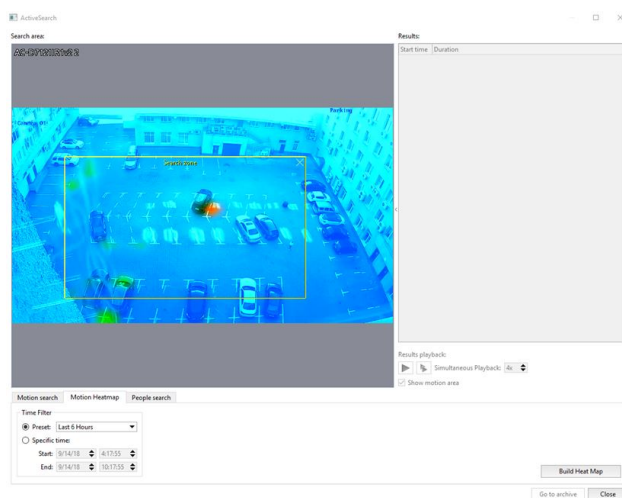 ActiveSearch
Search area:
Parking
Search zone
Results:
Start time Duration
Results playback:
Simultaneous Playback: 4x
Show motion area
Motion search Motion Heatmap People search
Time Filter
Preset: Last 6 Hours
Specific time:
Start: 9/14/18 4:17:55
End: 9/14/18 10:17:55
Build Heat Map
Go to archive Close